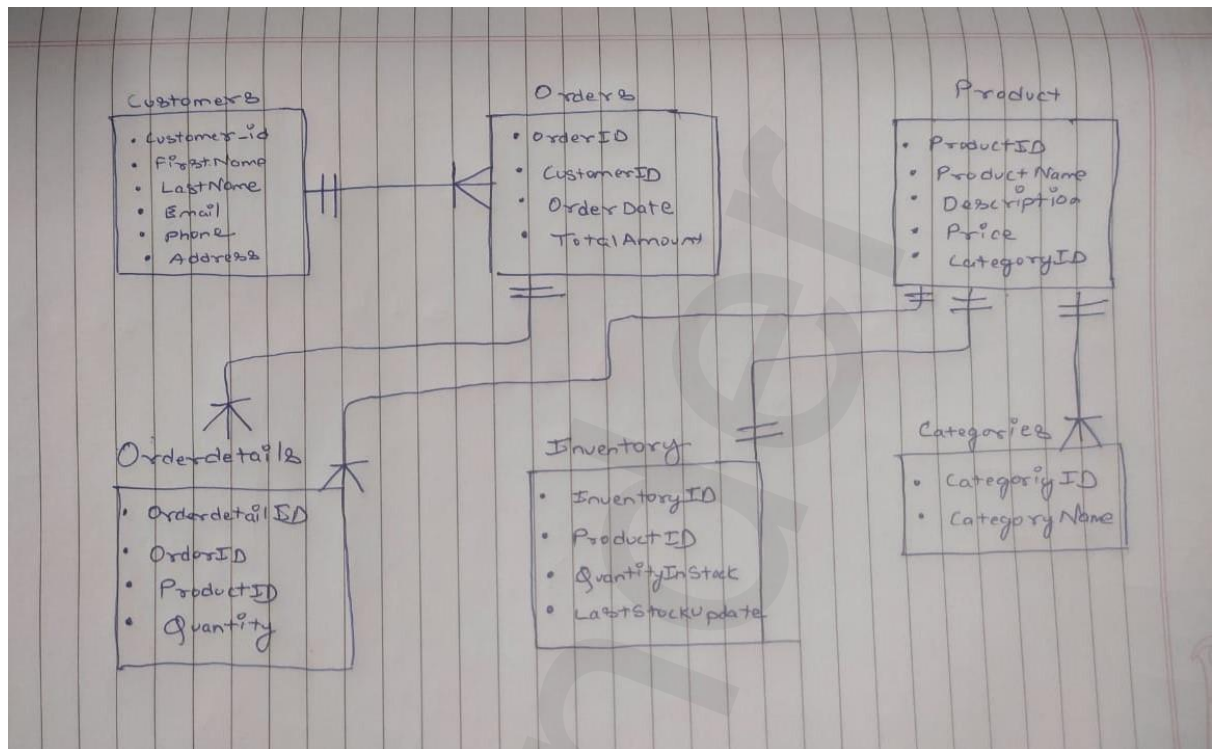 Customers
• Customer_id
• FirstName
• LastName
• Email
• Phone
• Address
Orders
• OrderID
• CustomerID
• OrderDate
• TotalAmount
Product
• ProductID
• ProductName
• Description
• Price
• CategoryID
Orderdetails
• OrderdetailID
• OrderID
• ProductID
• Quantity
Inventory
• InventoryID
• ProductID
• QuantityInStock
• LastStockUpdate
Categories
• CategoriyID
• CategoryName